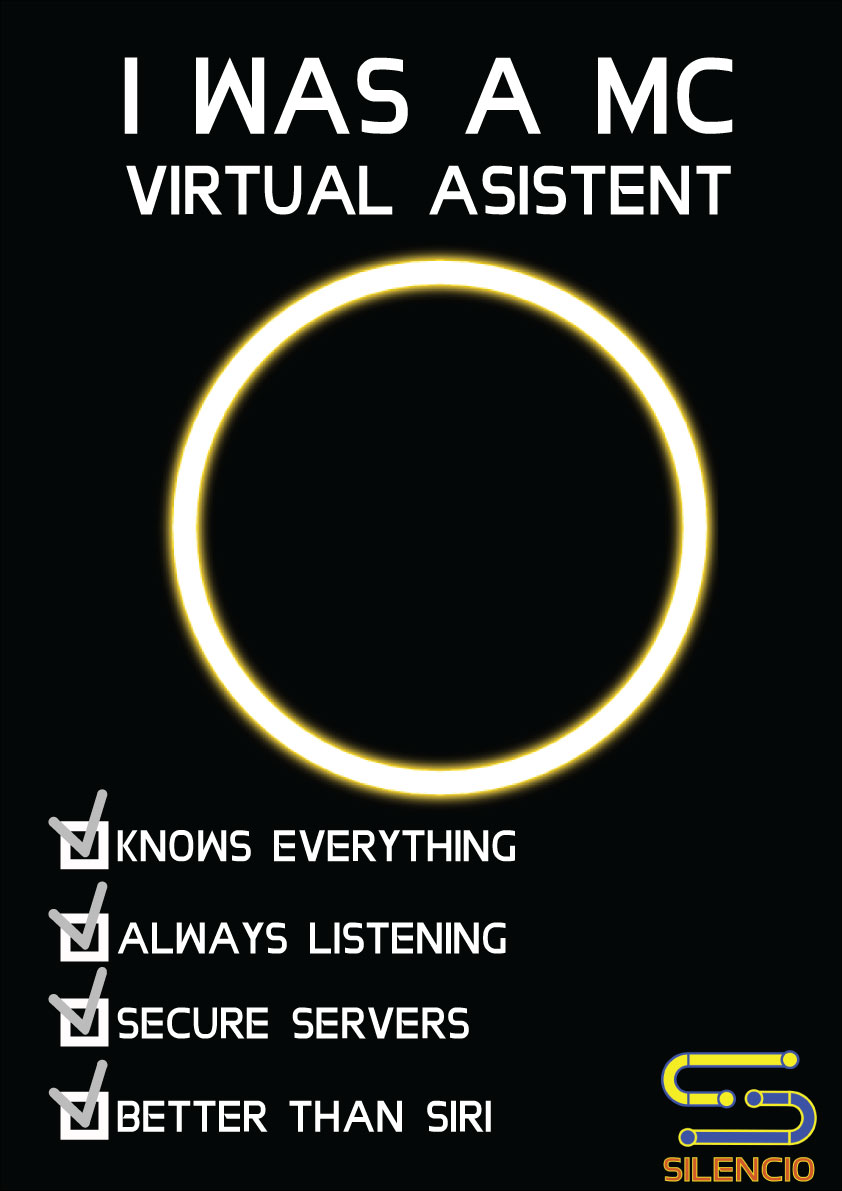 I WAS A MC
VIRTUAL ASISTENT
KNOWS EVERYTHING
ALWAYS LISTENING
SECURE SERVERS
BETTER THAN SIRI
SILENCIO